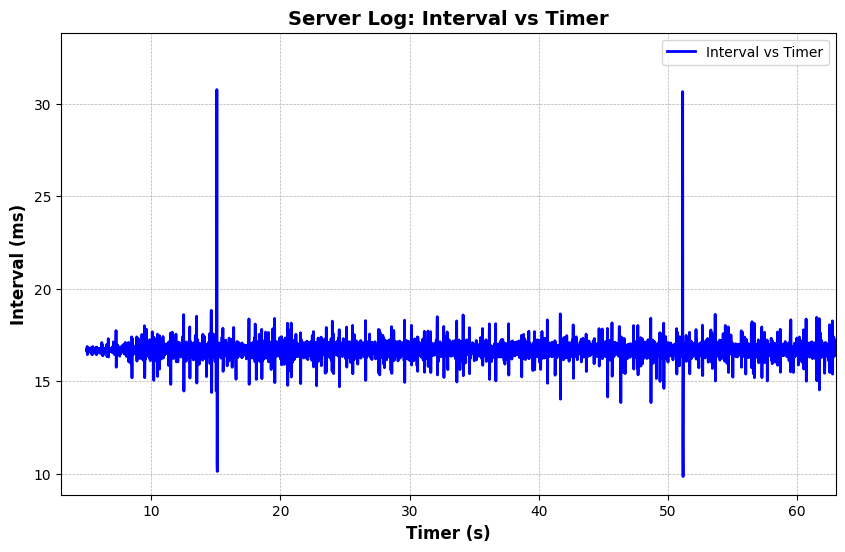 Server Log: Interval vs Timer
Interval vs Timer
Interval (ms)
30
25
20
15
10
10 20 30 40 50 60
Timer (s)